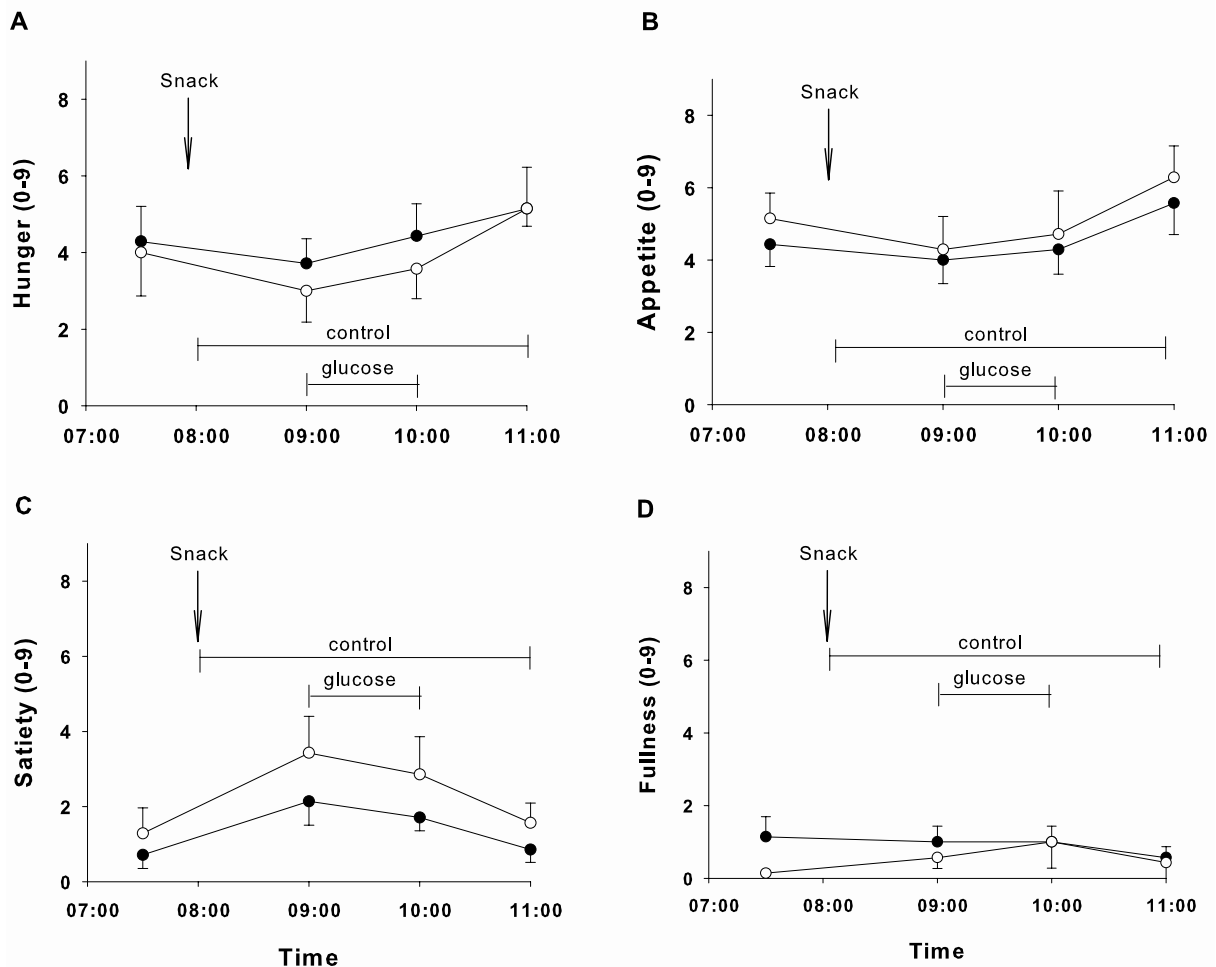 A
Snack
Hunger (0-9)
8
6
4
2
0
control
glucose
07:00 08:00 09:00 10:00 11:00
B
Snack
Appetite (0-9)
8
6
4
2
0
control
glucose
07:00 08:00 09:00 10:00 11:00
C
Snack
Satiety (0-9)
8
6
4
2
0
control
glucose
07:00 08:00 09:00 10:00 11:00
Time
D
Snack
Fullness (0-9)
8
6
4
2
0
control
glucose
07:00 08:00 09:00 10:00 11:00
Time